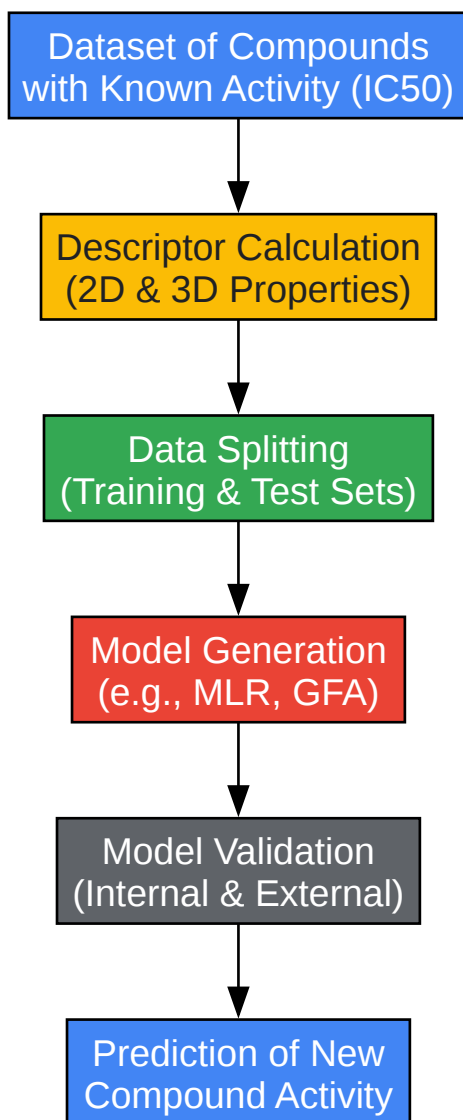 Dataset of Compounds
with Known Activity (IC50)
Descriptor Calculation
(2D & 3D Properties)
Data Splitting
(Training & Test Sets)
Model Generation
(e.g., MLR, GFA)
Model Validation
(Internal & External)
Prediction of New
Compound Activity